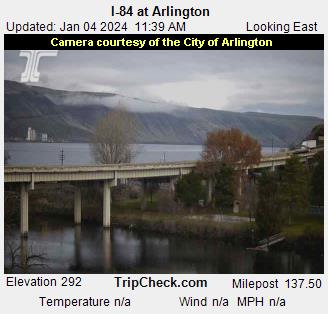 I-84 at Arlington
Updated: Jan 04 2024 11:39 AM Looking East
Camera courtesy of the City of Arlington
Elevation 292 TripCheck.com Milepost 137.50
Temperature n/a Wind n/a MPH n/a